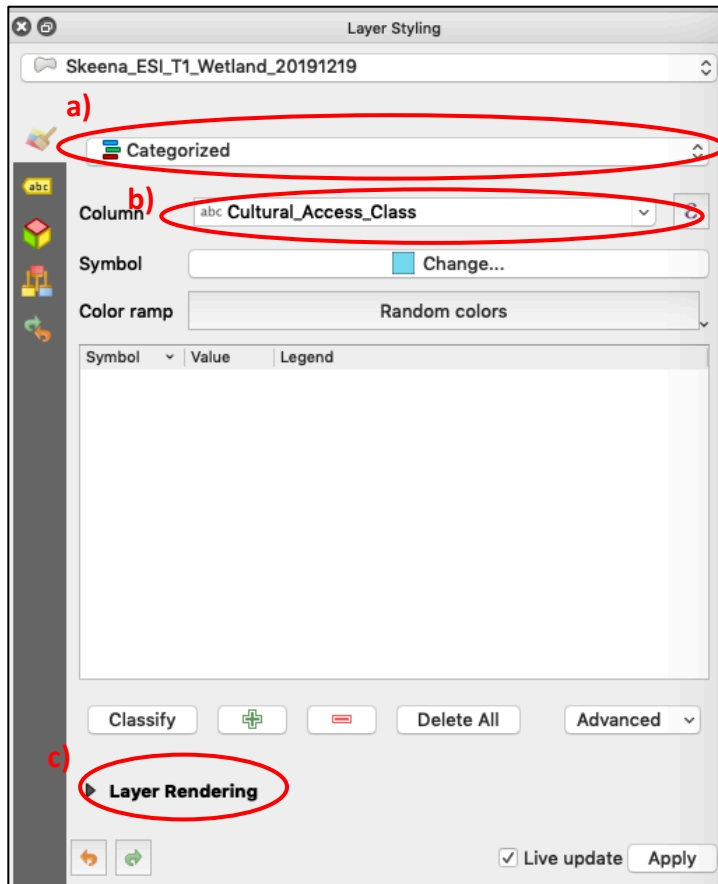 Layer Styling
Skeena_ESI_T1_Wetland_20191219
a)
Categorized
abc
b)
Column abc Cultural_Access_Class ε
Symbol Change...
Color ramp Random colors
Symbol Value Legend
Classify Delete All Advanced
c)
Layer Rendering
Live update Apply